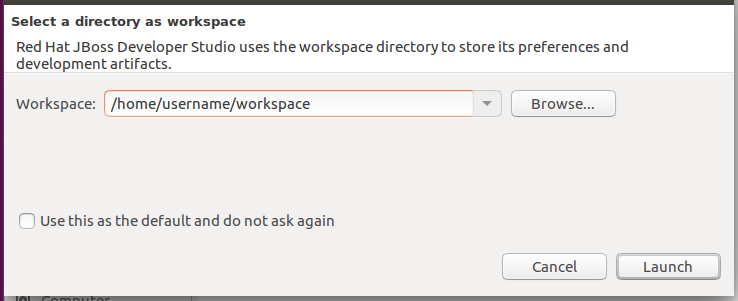 Select a directory as workspace
Red Hat JBoss Developer Studio uses the workspace directory to store its preferences and
development artifacts.
Workspace: /home/username/workspace Browse...
Use this as the default and do not ask again
Cancel Launch
Computer